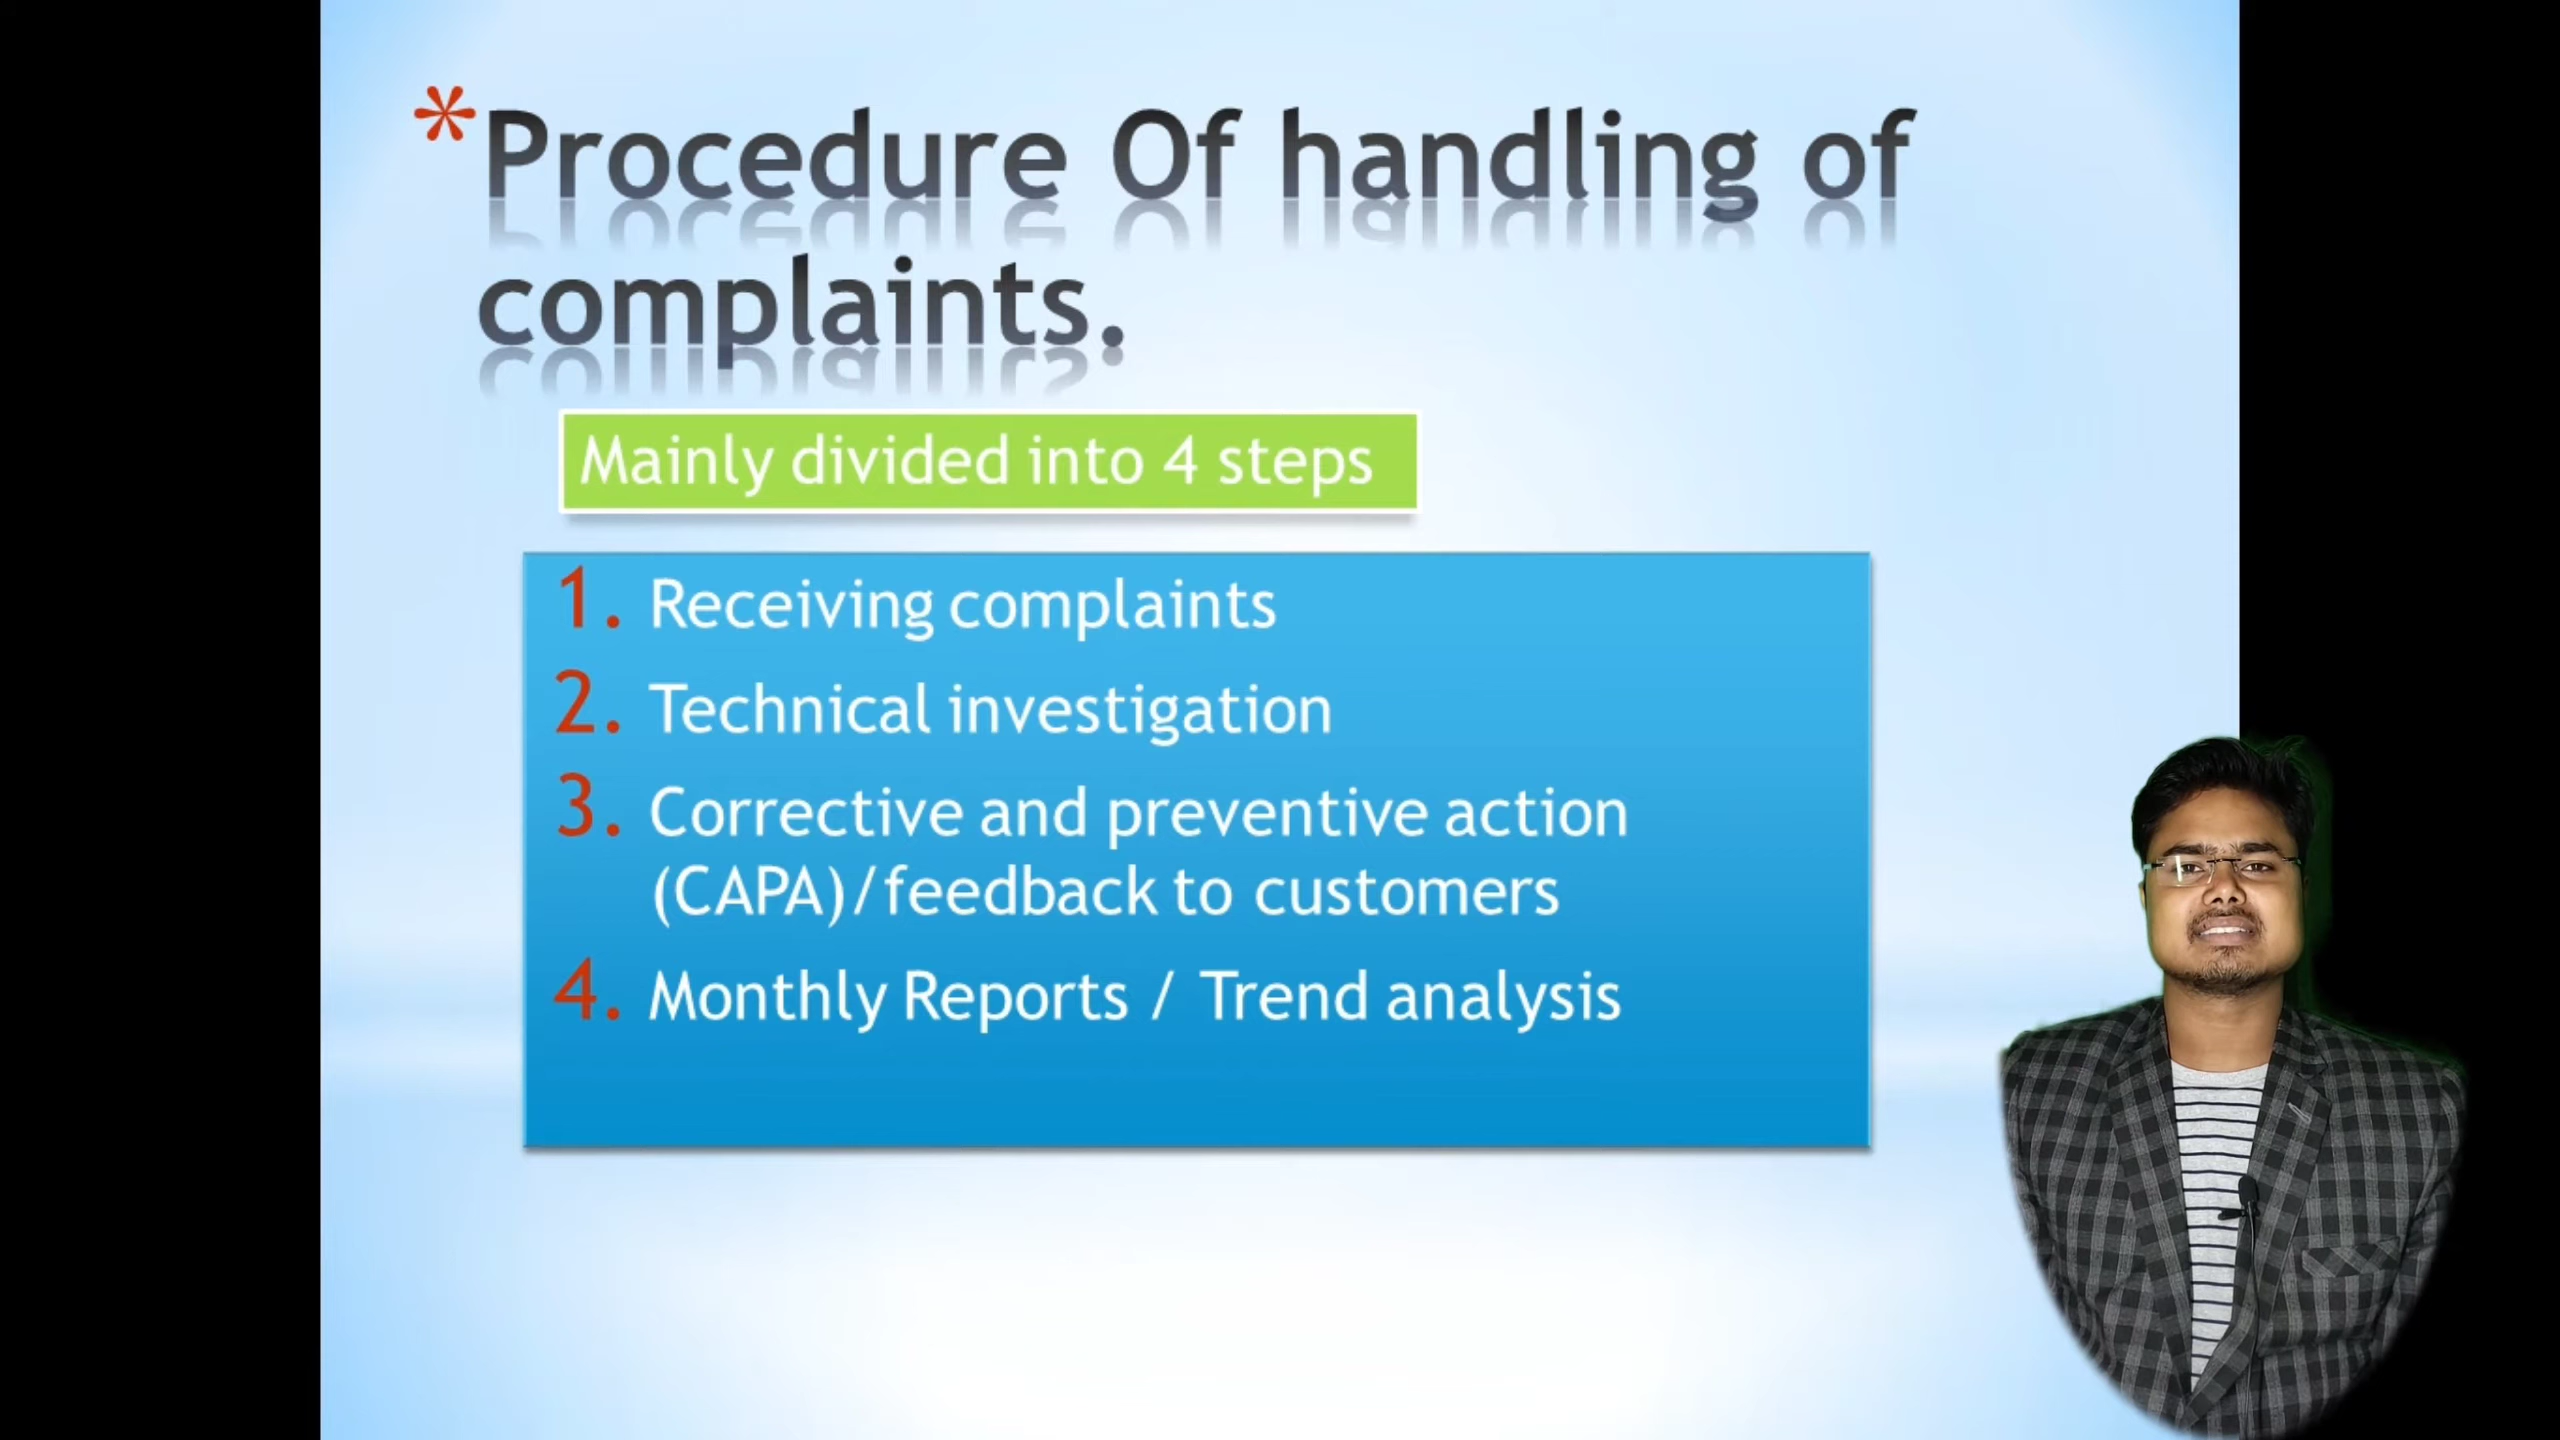 *Procedure Of handling of
complaints.
Mainly divided into 4 steps
1. Receiving complaints
2. Technical investigation
3. Corrective and preventive action
(CAPA)/feedback to customers
4. Monthly Reports / Trend analysis